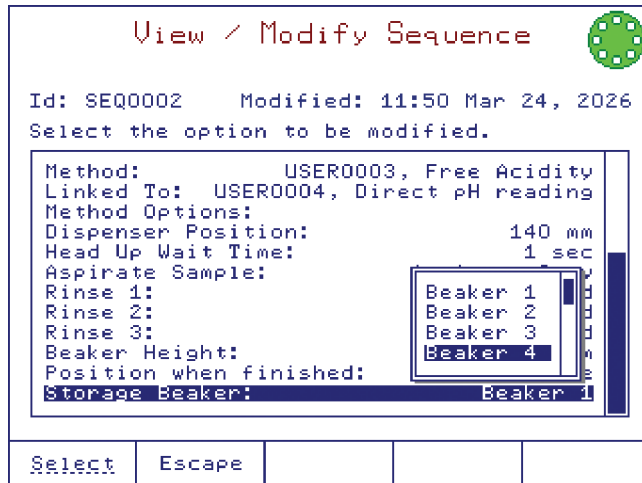 View / Modify Sequence
Id: SEQ0002 Modified: 11:50 Mar 24, 2026
Select the option to be modified.
Method: USER0003, Free Acidity
Linked To: USER0004, Direct pH reading
Method Options:
Dispenser Position: 140 mm
Head Up Wait Time: 1 sec
Aspirate Sample:
Rinse 1:
Rinse 2:
Rinse 3:
Beaker Height:
Position when finished:
Storage Beaker: Beaker 1
Beaker 1
Beaker 2
Beaker 3
Beaker 4
Select Escape